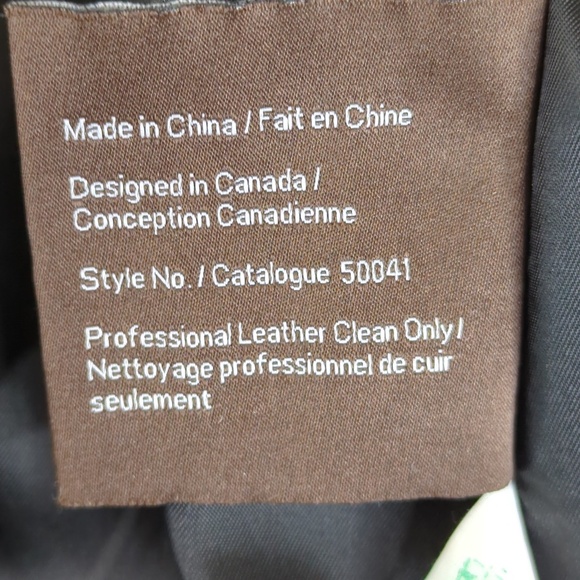 Made in China / Fait en Chine
Designed in Canada /
Conception Canadienne
Style No. / Catalogue 50041
Professional Leather Clean Only /
Nettoyage professionnel de cuir
seulement